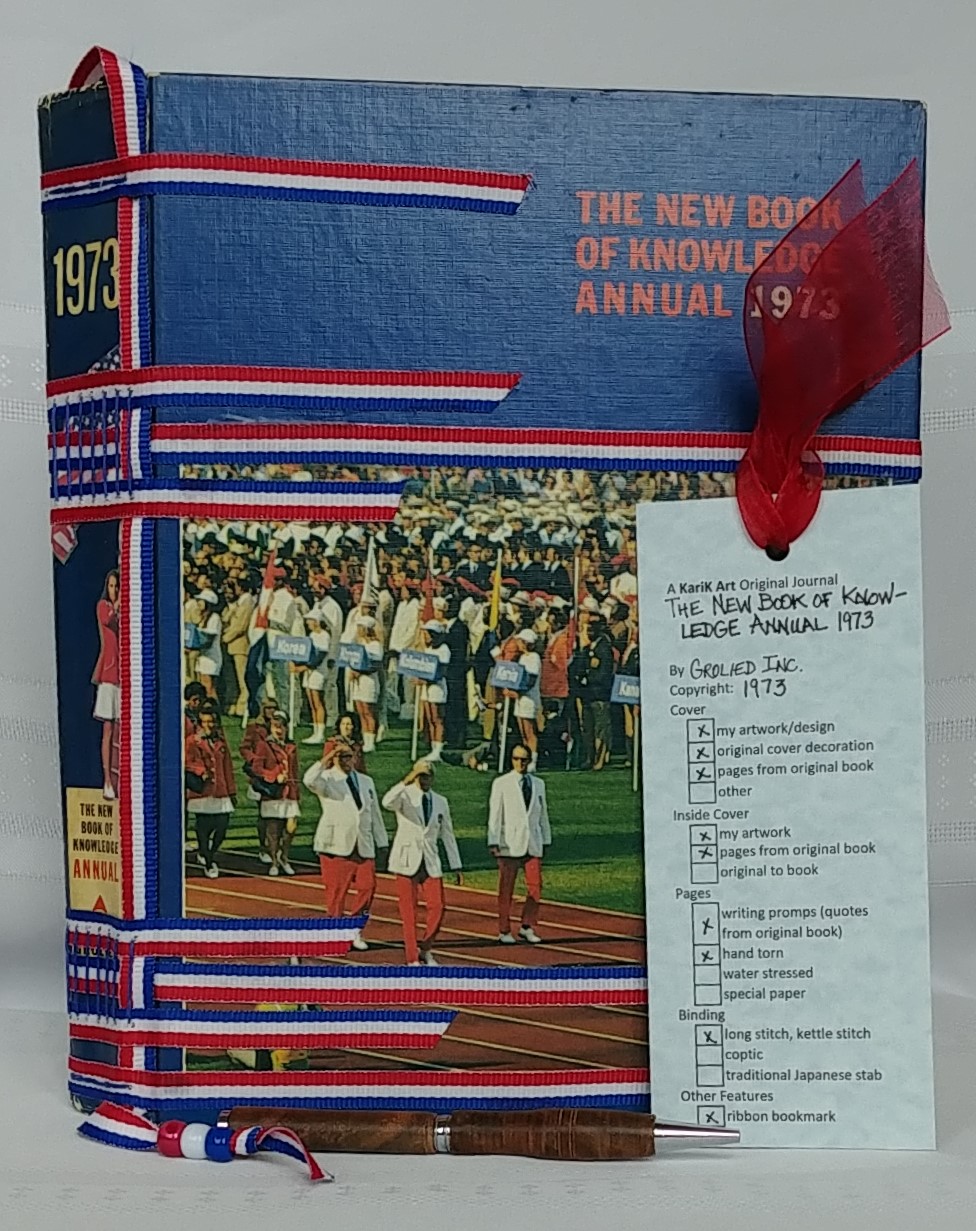 1973
THE NEW
BOOK OF
KNOWLEDGE
ANNUAL
THE NEW BOOK
OF KNOWLEDGE
ANNUAL 1973
Korea
Kenia
A KariK Art Original Journal
THE NEW BOOK OF KNOW-
LEDGE ANNUAL 1973
By GROLIED INC.
Copyright: 1973
Cover
X my artwork/design
X original cover decoration
X pages from original book
other
Inside Cover
X my artwork
X pages from original book
original to book
Pages
X writing promps (quotes
from original book)
X hand torn
water stressed
special paper
Binding
X long stitch, kettle stitch
coptic
traditional Japanese stab
Other Features
X ribbon bookmark